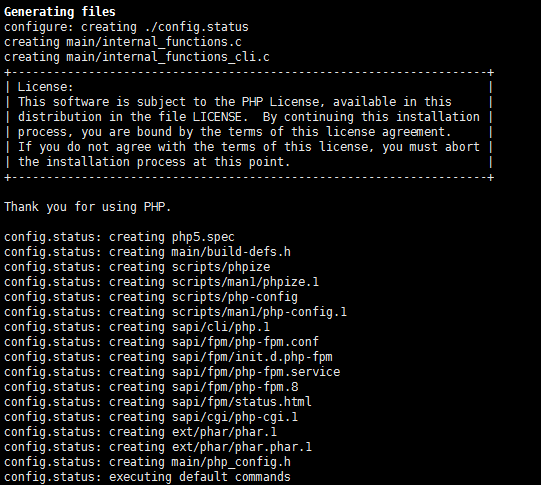 Generating files
configure: creating ./config.status
creating main/internal_functions.c
creating main/internal_functions_cli.c
+--------------------------------------------------------------------+
| License:                                                           |
| This software is subject to the PHP License, available in this     |
| distribution in the file LICENSE.  By continuing this installation |
| process, you are bound by the terms of this license agreement.     |
| If you do not agree with the terms of this license, you must abort |
| the installation process at this point.                            |
+--------------------------------------------------------------------+
Thank you for using PHP.
config.status: creating php5.spec
config.status: creating main/build-defs.h
config.status: creating scripts/phpize
config.status: creating scripts/man1/phpize.1
config.status: creating scripts/php-config
config.status: creating scripts/man1/php-config.1
config.status: creating sapi/cli/php.1
config.status: creating sapi/fpm/php-fpm.conf
config.status: creating sapi/fpm/init.d.php-fpm
config.status: creating sapi/fpm/php-fpm.service
config.status: creating sapi/fpm/php-fpm.8
config.status: creating sapi/fpm/status.html
config.status: creating sapi/cgi/php-cgi.1
config.status: creating ext/phar/phar.1
config.status: creating ext/phar/phar.phar.1
config.status: creating main/php_config.h
config.status: executing default commands